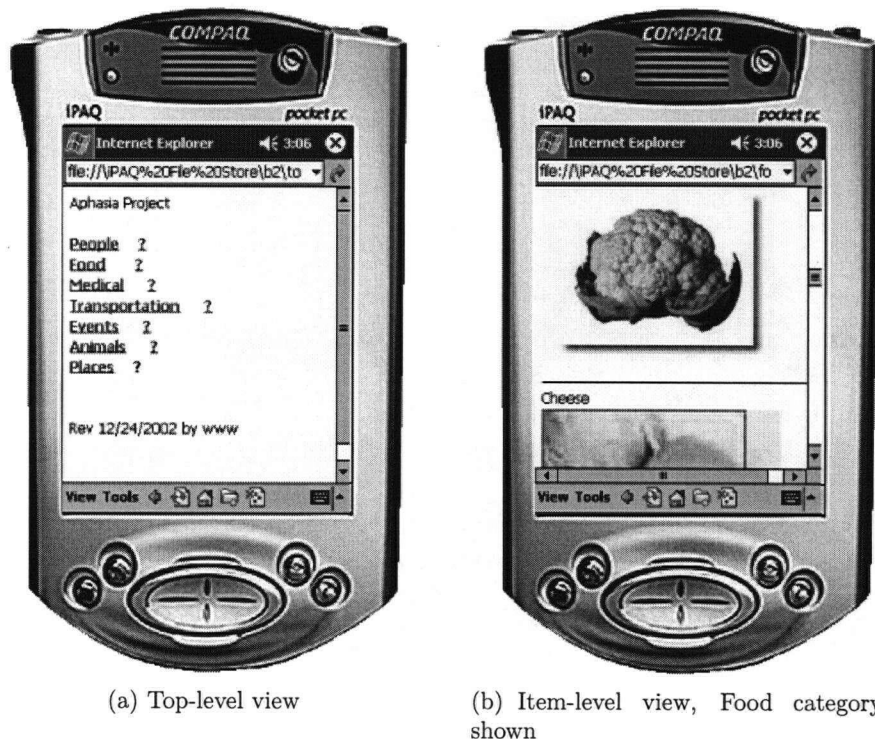 COMPAQ
iPAQ pocket pc
Internet Explorer 3:06
file://\iPAQ%20File%20Store\b2\to
Aphasia Project
People ?
Food ?
Medical ?
Transportation ?
Events ?
Animals ?
Places ?
Rev 12/24/2002 by www
View Tools
(a) Top-level view
COMPAQ
iPAQ pocket pc
Internet Explorer 3:06
file://\iPAQ%20File%20Store\b2\fo
Cheese
View Tools
(b) Item-level view, Food category
shown